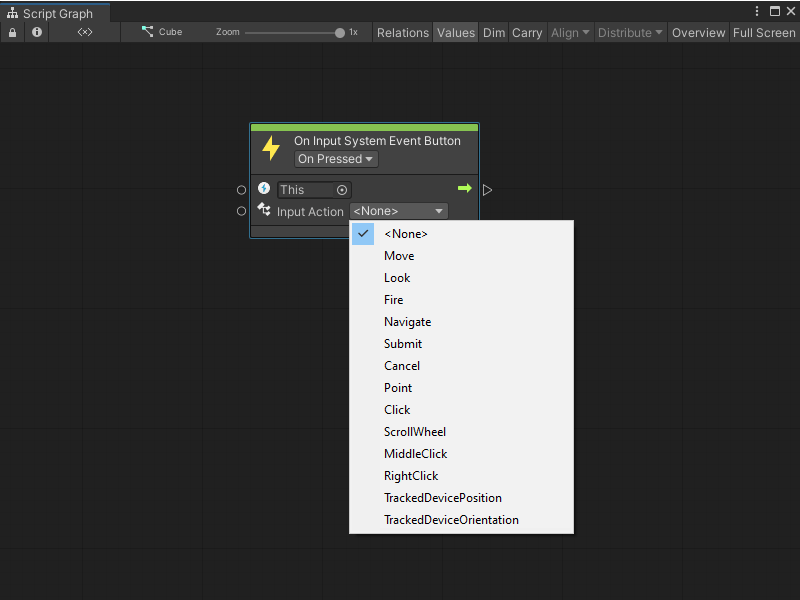 Script Graph
<×> Cube Zoom 1x Relations Values Dim Carry Align Distribute Overview Full Screen
On Input System Event Button
On Pressed
This
Input Action <None>
<None>
Move
Look
Fire
Navigate
Submit
Cancel
Point
Click
ScrollWheel
MiddleClick
RightClick
TrackedDevicePosition
TrackedDeviceOrientation